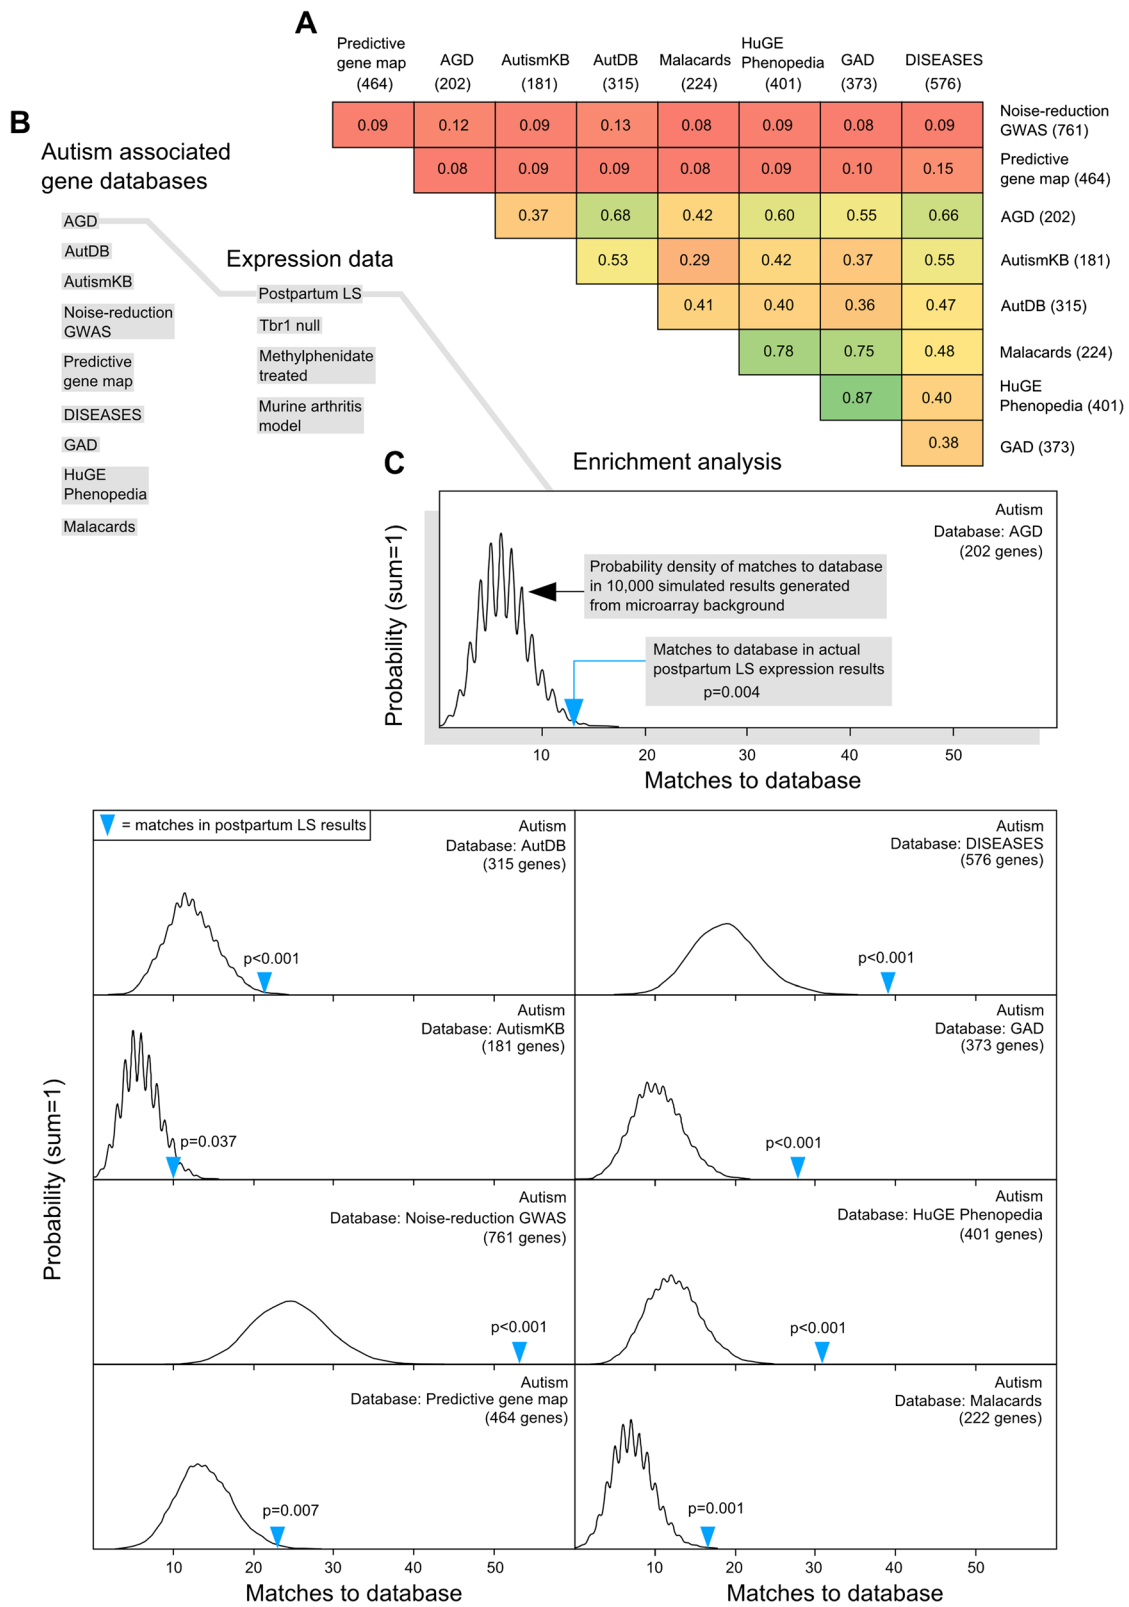 A
Predictive
gene map
(464)
AGD
(202)
AutismKB
(181)
AutDB
(315)
Malacards
(224)
HuGE
Phenopedia
(401)
GAD
(373)
DISEASES
(576)
0.09 0.12 0.09 0.13 0.08 0.09 0.08 0.09
Noise-reduction
GWAS (761)
0.08 0.09 0.09 0.08 0.09 0.10 0.15
Predictive
gene map (464)
0.37 0.68 0.42 0.60 0.55 0.66 AGD (202)
0.53 0.29 0.42 0.37 0.55 AutismKB (181)
0.41 0.40 0.36 0.47 AutDB (315)
0.78 0.75 0.48 Malacards (224)
0.87 0.40
HuGE
Phenopedia (401)
0.38 GAD (373)
B
Autism associated
gene databases
AGD
AutDB
AutismKB
Noise-reduction
GWAS
Predictive
gene map
DISEASES
GAD
HuGE
Phenopedia
Malacards
Expression data
Postpartum LS
Tbr1 null
Methylphenidate
treated
Murine arthritis
model
C
Enrichment analysis
Autism
Database: AGD
(202 genes)
Probability density of matches to database
in 10,000 simulated results generated
from microarray background
Matches to database in actual
postpartum LS expression results
p=0.004
Probability (sum=1)
10 20 30 40 50
Matches to database
= matches in postpartum LS results
Autism
Database: AutDB
(315 genes)
p<0.001
Autism
Database: DISEASES
(576 genes)
p<0.001
Autism
Database: AutismKB
(181 genes)
p=0.037
Autism
Database: GAD
(373 genes)
p<0.001
Probability (sum=1)
Autism
Database: Noise-reduction GWAS
(761 genes)
p<0.001
Autism
Database: HuGE Phenopedia
(401 genes)
p<0.001
Autism
Database: Predictive gene map
(464 genes)
p=0.007
Autism
Database: Malacards
(222 genes)
p=0.001
10 20 30 40 50
Matches to database
10 20 30 40 50
Matches to database